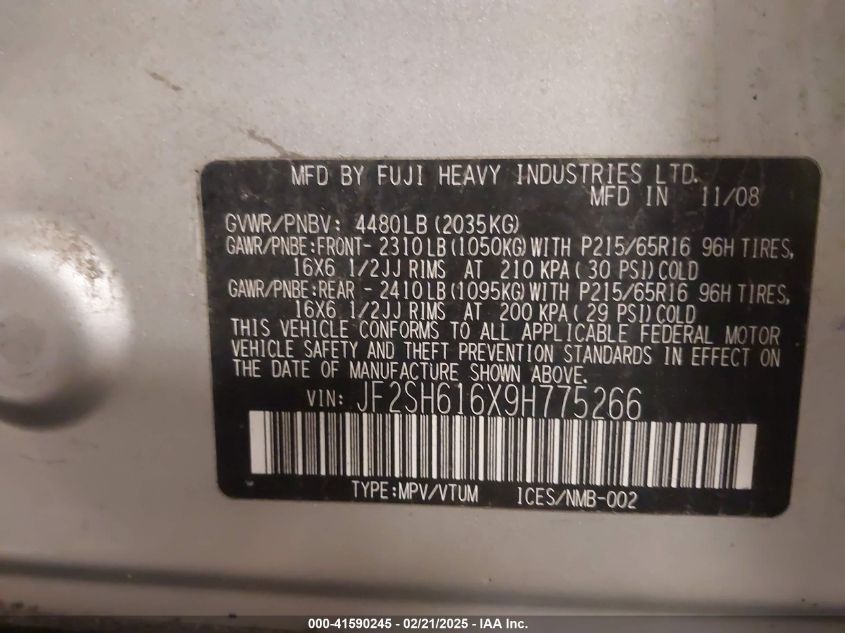 MFD BY FUJI HEAVY INDUSTRIES LTD.
MFD IN 11/08
GVWR/PNBV: 4480LB(2035KG)
GAWR/PNBE:FRONT- 2310LB(1050KG)WITH P215/65R16 96H TIRES,
16X6 1/2JJ RIMS AT 210 KPA( 30 PSI)COLD
GAWR/PNBE:REAR - 2410LB(1095KG)WITH P215/65R16 96H TIRES,
16X6 1/2JJ RIMS AT 200 KPA( 29 PSI)COLD
THIS VEHICLE CONFORMS TO ALL APPLICABLE FEDERAL MOTOR
VEHICLE SAFETY AND THEFT PREVENTION STANDARDS IN EFFECT ON
THE DATE OF MANUFACTURE SHOWN ABOVE.
VIN: JF2SH616X9H775266
TYPE:MPV/VTUM ICES/NMB-002
000-41590245 - 02/21/2025 - IAA Inc.